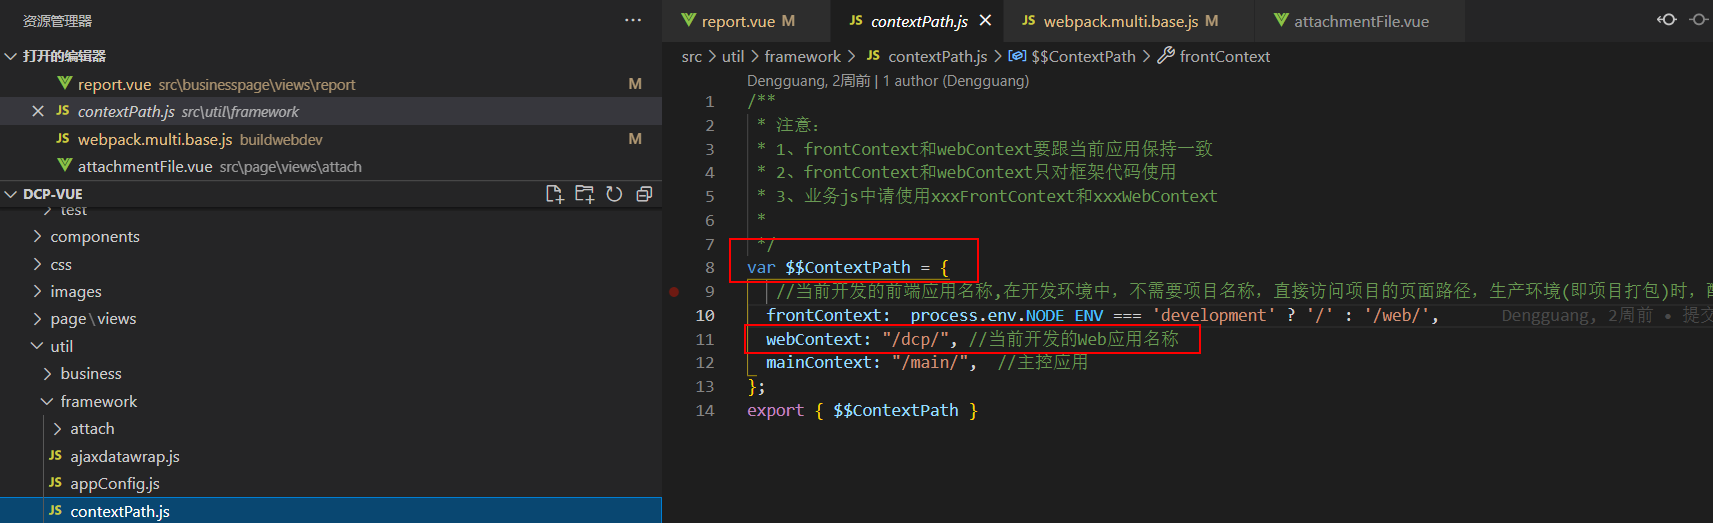 资源管理器
打开的编辑器
report.vue src\businesspage\views\report M
contextPath.js src\util\framework
webpack.multi.base.js buildwebdev M
attachmentFile.vue src\page\views\attach
DCP-VUE
test
components
css
images
page\views
util
business
framework
attach
JS ajaxdatawrap.js
JS appConfig.js
JS contextPath.js
report.vue M JS contextPath.js JS webpack.multi.base.js M attachmentFile.vue
src > util > framework > JS contextPath.js > $$ContextPath > frontContext
Dengguang, 2周前 | 1 author (Dengguang)
1 /**
2 * 注意:
3 * 1、frontContext和webContext要跟当前应用保持一致
4 * 2、frontContext和webContext只对框架代码使用
5 * 3、业务js中请使用xxxFrontContext和xxxWebContext
6 *
7 */
8 var $$ContextPath = {
9 //当前开发的前端应用名称,在开发环境中, 不需要项目名称, 直接访问项目的页面路径, 生产环境(即项目打包)时,
10 frontContext: process.env.NODE_ENV === 'development' ? '/' : '/web/', Dengguang, 2周前 • 提交
11 webContext: "/dcp/", //当前开发的Web应用名称
12 mainContext: "/main/", //主控应用
13 };
14 export { $$ContextPath }